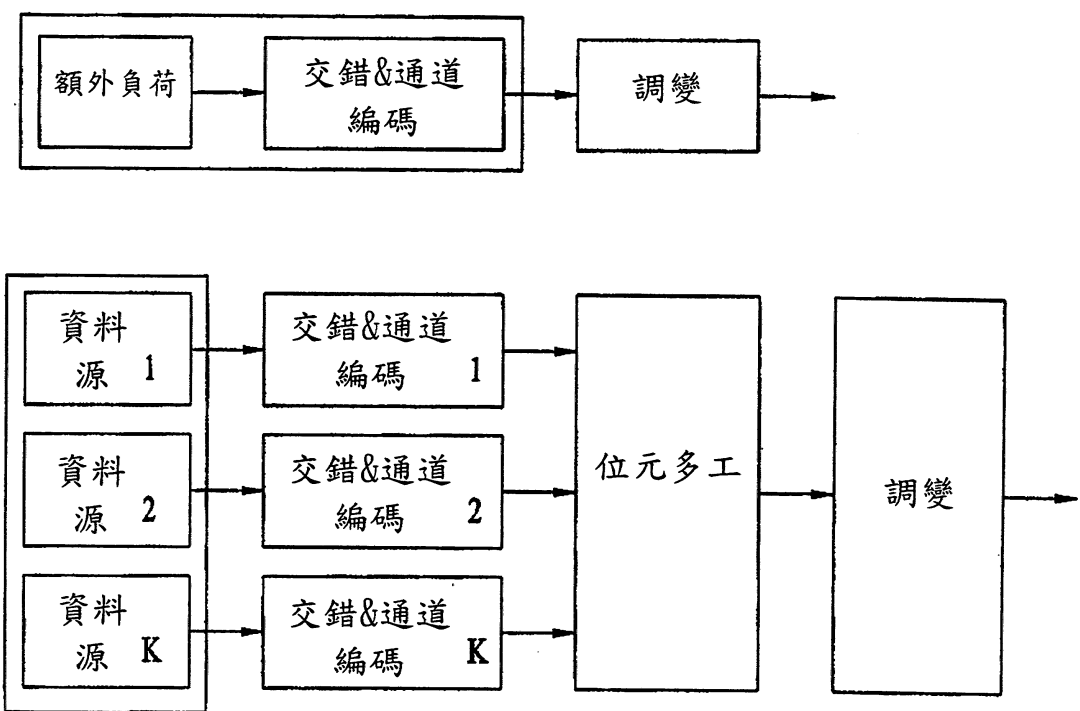 額外負荷
交錯&通道
編碼
調變
資料
源 1
交錯&通道
編碼 1
資料
源 2
交錯&通道
編碼 2
資料
源 K
交錯&通道
編碼 K
位元多工
調變